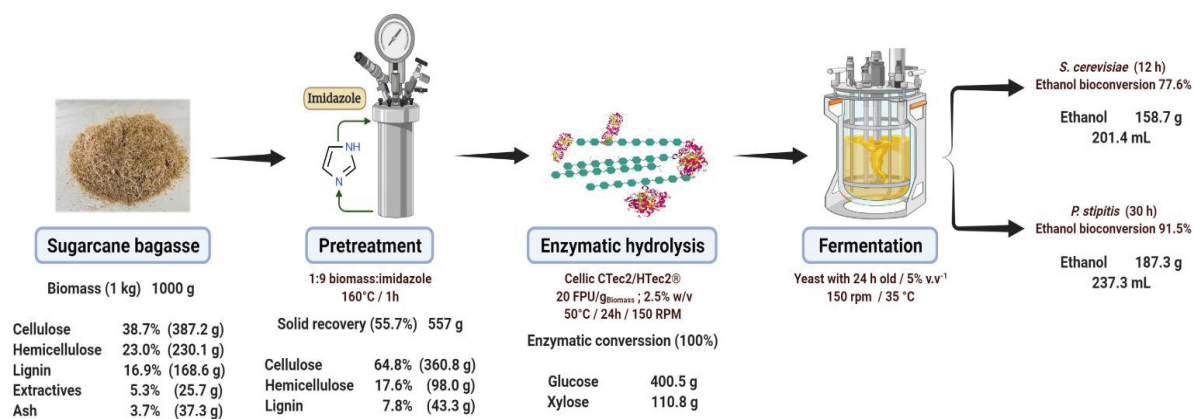 Imidazole
NH
N
Sugarcane bagasse
Biomass (1 kg) 1000 g
Cellulose 38.7% (387.2 g)
Hemicellulose 23.0% (230.1 g)
Lignin 16.9% (168.6 g)
Extractives 5.3% (25.7 g)
Ash 3.7% (37.3 g)
Pretreatment
1:9 biomass:imidazole
160°C / 1h
Solid recovery (55.7%) 557 g
Cellulose 64.8% (360.8 g)
Hemicellulose 17.6% (98.0 g)
Lignin 7.8% (43.3 g)
Enzymatic hydrolysis
Cellic CTec2/HTec2®
20 FPU/gBiomass ; 2.5% w/v
50°C / 24h / 150 RPM
Enzymatic converssion (100%)
Glucose 400.5 g
Xylose 110.8 g
Fermentation
Yeast with 24 h old / 5% v.v⁻¹
150 rpm / 35 °C
S. cerevisiae (12 h)
Ethanol bioconversion 77.6%
Ethanol 158.7 g
201.4 mL
P. stipitis (30 h)
Ethanol bioconversion 91.5%
Ethanol 187.3 g
237.3 mL